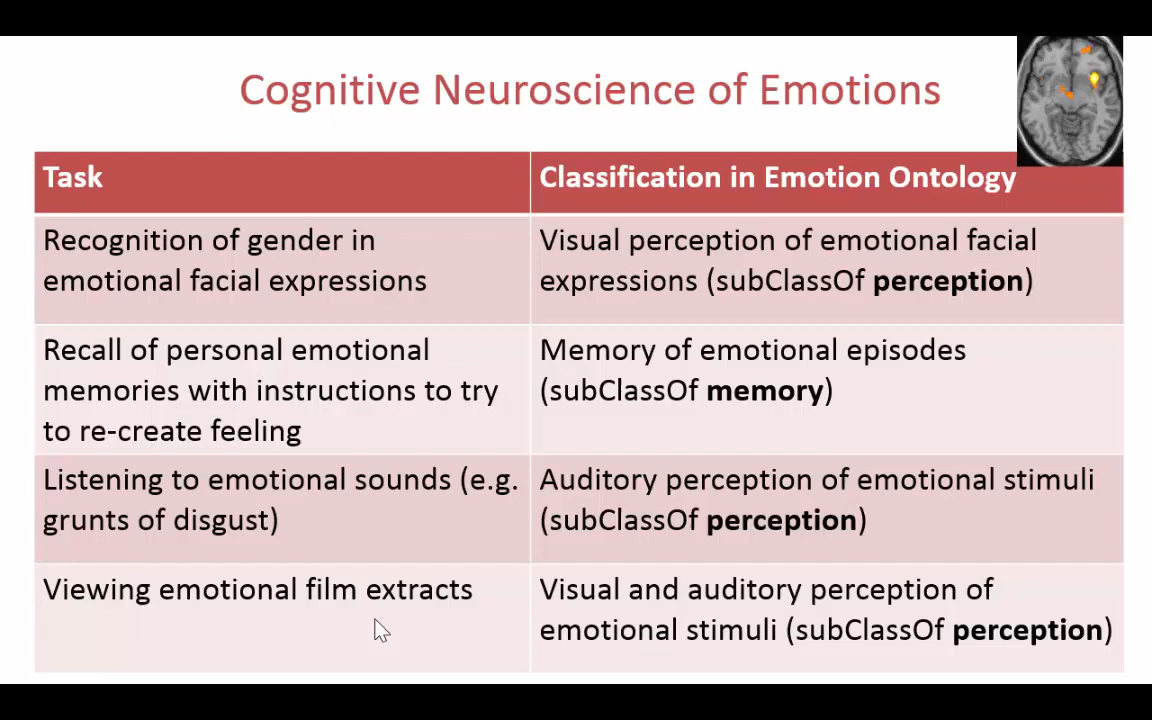 Cognitive Neuroscience of Emotions
Task
Classification in Emotion Ontology
Recognition of gender in
emotional facial expressions
Visual perception of emotional facial
expressions (subClassOf perception)
Recall of personal emotional
memories with instructions to try
to re-create feeling
Memory of emotional episodes
(subClassOf memory)
Listening to emotional sounds (e.g.
grunts of disgust)
Auditory perception of emotional stimuli
(subClassOf perception)
Viewing emotional film extracts
Visual and auditory perception of
emotional stimuli (subClassOf perception)